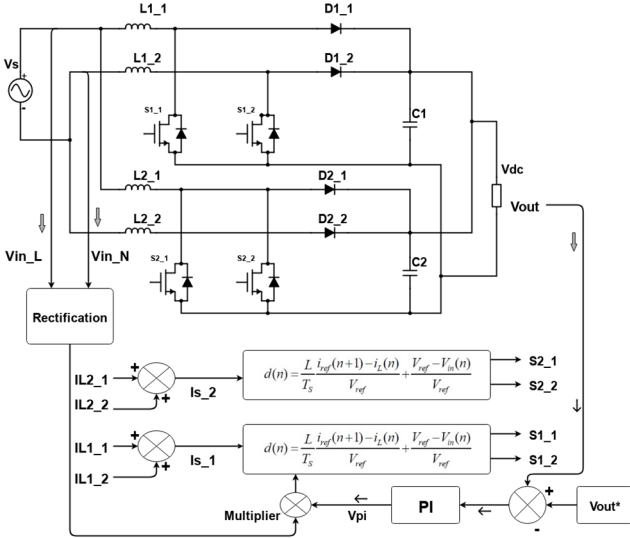 L1_1
D1_1
Vs
+
-
L1_2
D1_2
S1_1
S1_2
C1
L2_1
D2_1
Vdc
Vout
L2_2
D2_2
Vin_L
Vin_N
S2_1
S2_2
C2
Rectification
IL2_1
+
IL2_2
+
Is_2
d(n) = L/T_S i_ref(n+1) − i_L(n)/V_ref + V_ref − V_in(n)/V_ref
S2_1
S2_2
IL1_1
+
IL1_2
+
Is_1
d(n) = L/T_S i_ref(n+1) − i_L(n)/V_ref + V_ref − V_in(n)/V_ref
S1_1
S1_2
Multiplier
Vpi
PI
+
-
Vout*